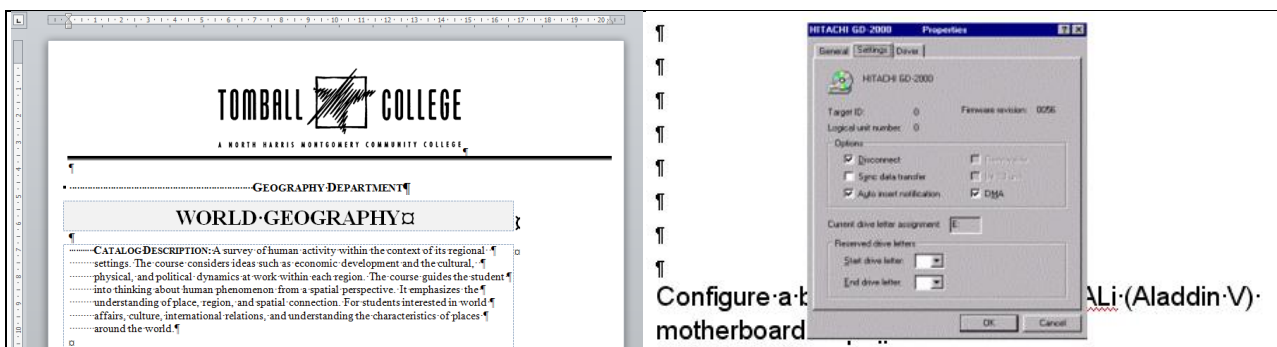 TOMBALL COLLEGE
A NORTH HARRIS MONTGOMERY COMMUNITY COLLEGE
GEOGRAPHY DEPARTMENT
WORLD GEOGRAPHY
CATALOG DESCRIPTION: A survey of human activity within the context of its regional
settings. The course considers ideas such as economic development and the cultural,
physical, and political dynamics at work within each region. The course guides the student
into thinking about human phenomenon from a spatial perspective. It emphasizes the
understanding of place, region, and spatial connection. For students interested in world
affairs, culture, international relations, and understanding the characteristics of places
around the world.
HITACHI GD-2000 Properties
General Settings Driver
HITACHI GD-2000
Target ID: 0 Firmware revision: 0056
Logical unit number: 0
Options
Disconnect
Sync data transfer
Auto insert notification DMA
Current drive letter assignment: E:
Reserved drive letters
Start drive letter:
End drive letter:
OK Cancel
Configure a b ALi (Aladdin V)
motherboard